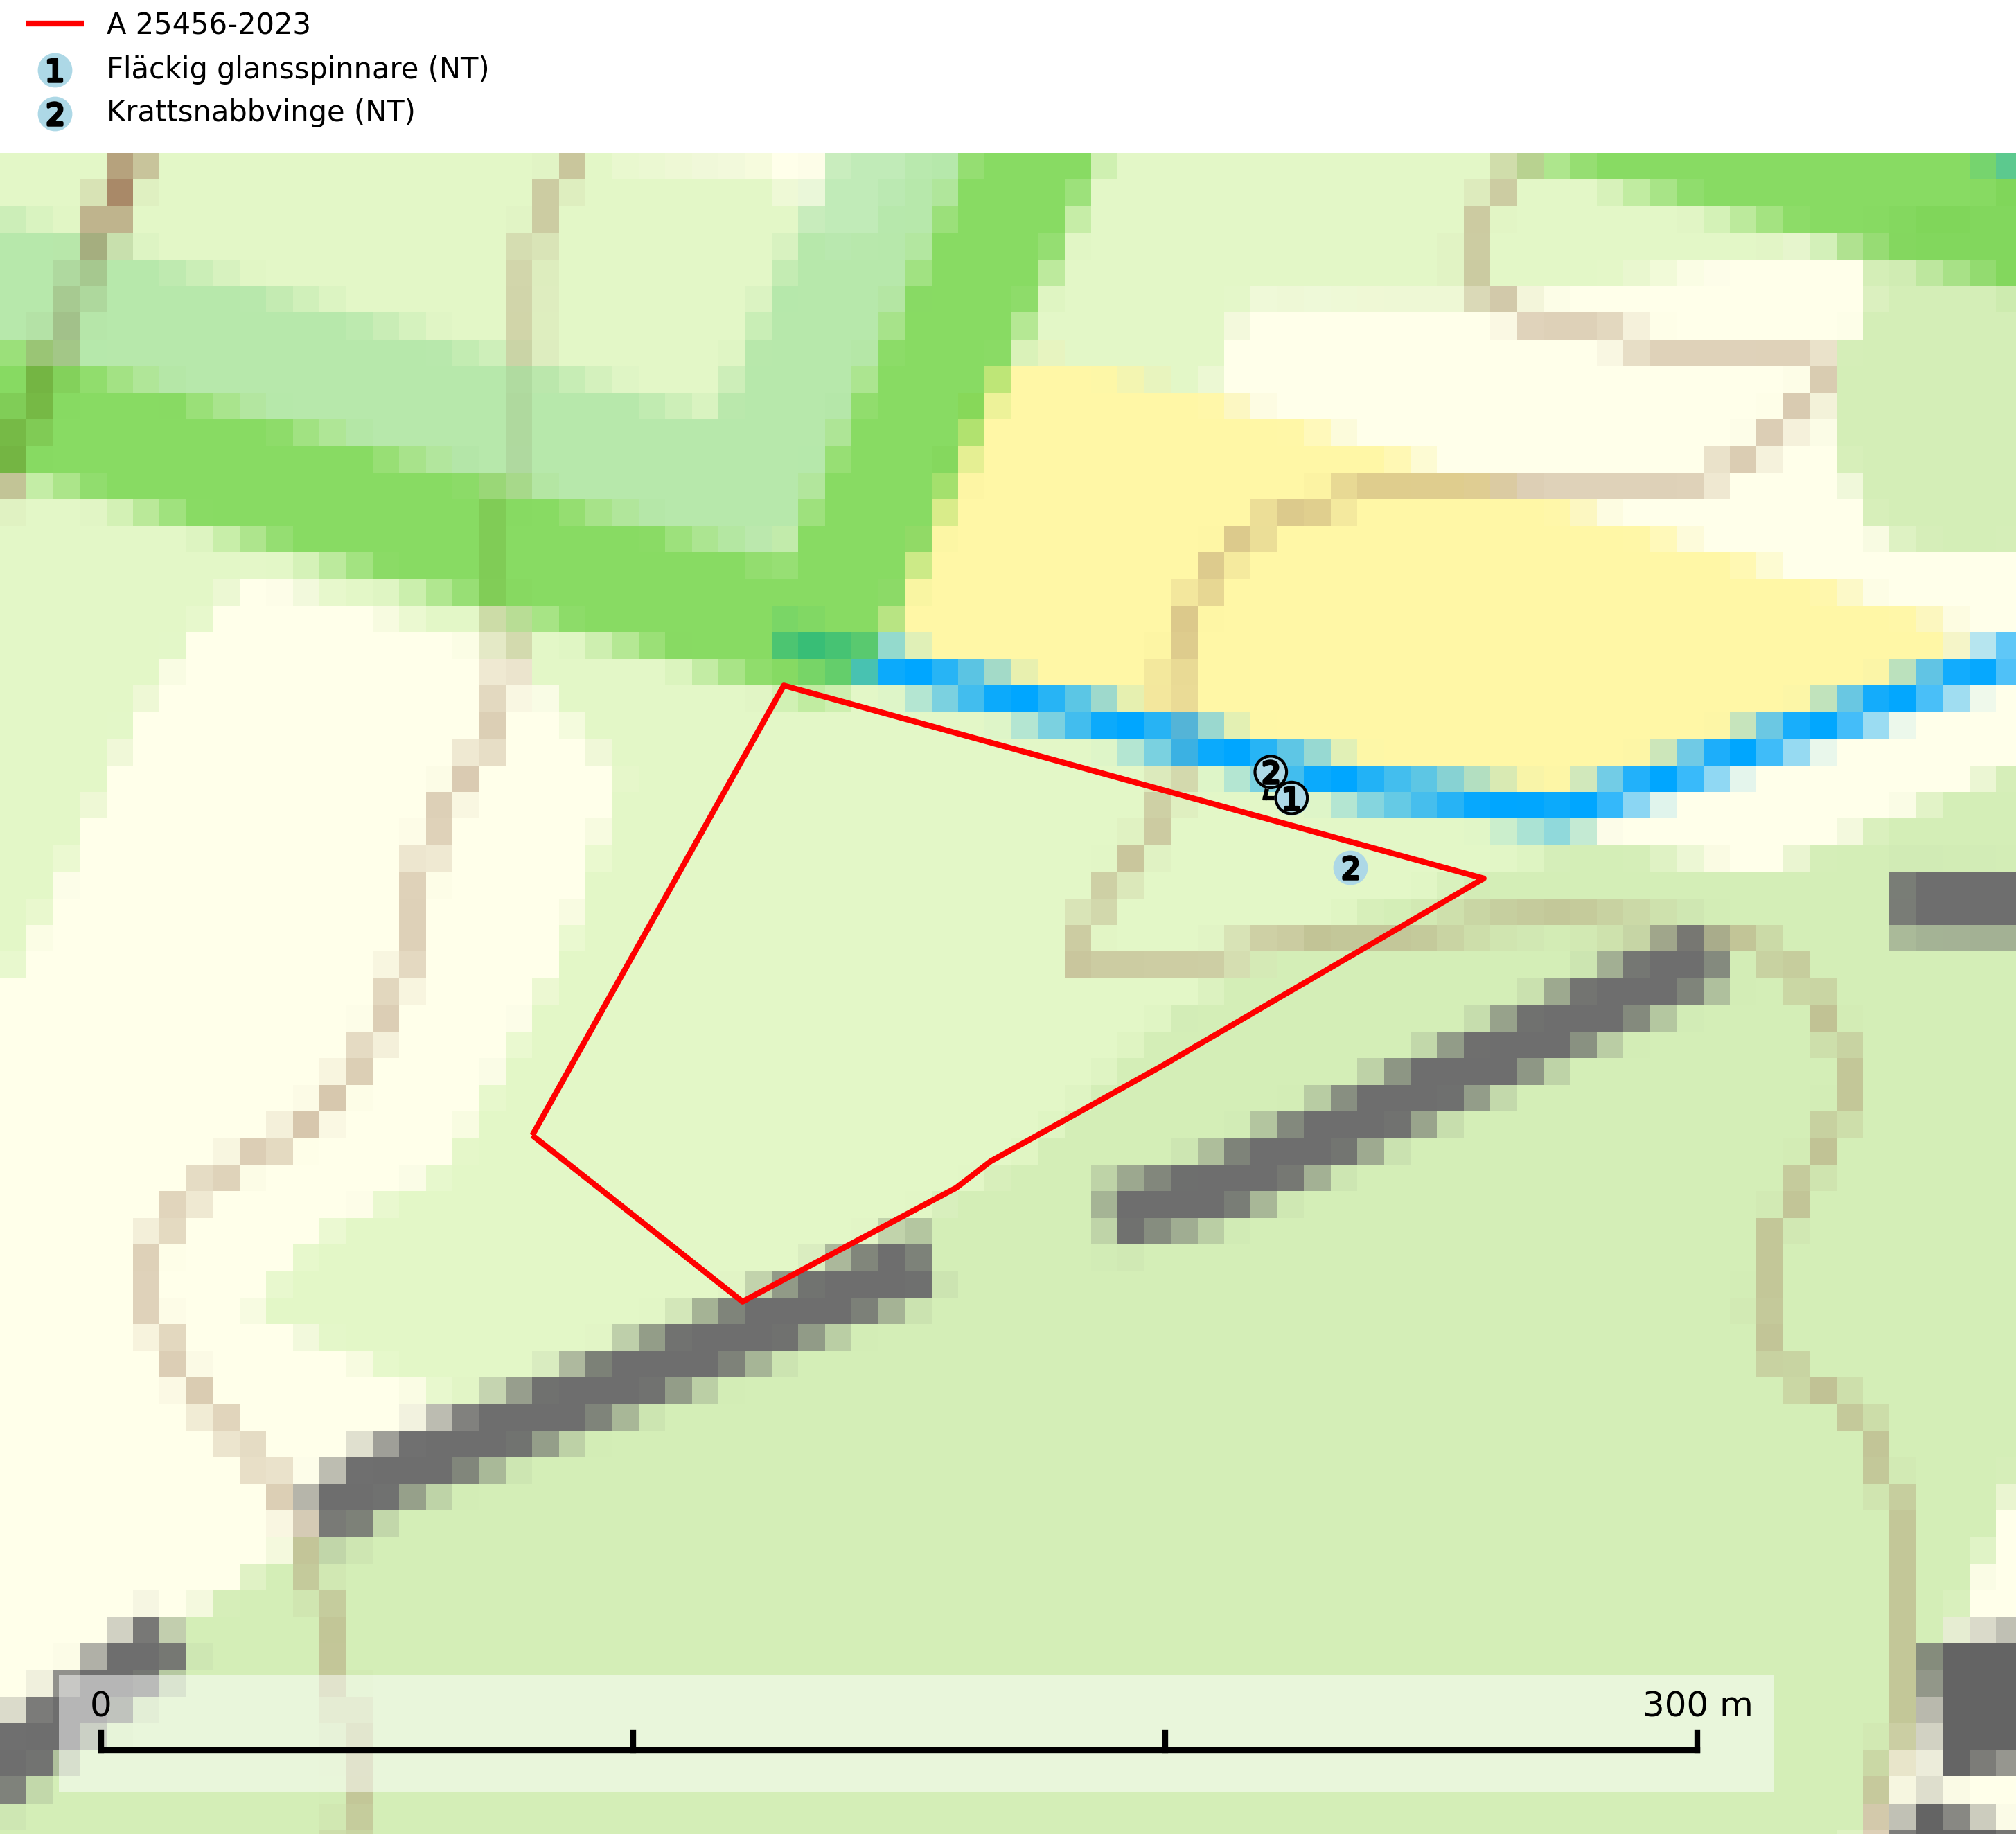 A 25456-2023
1 Fläckig glansspinnare (NT)
2 Krattsnabbvinge (NT)
2
1
2
0 300 m